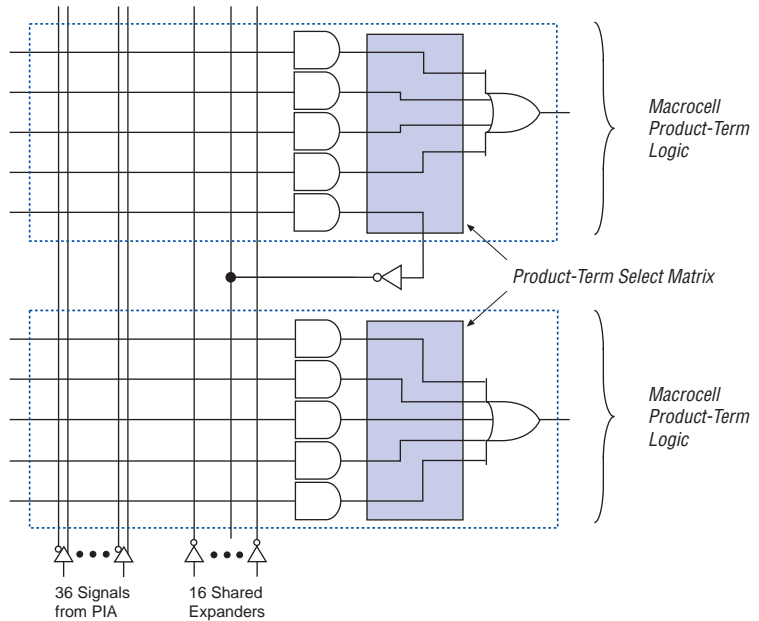 Macrocell
Product-Term
Logic
Product-Term Select Matrix
Macrocell
Product-Term
Logic
36 Signals
from PIA
16 Shared
Expanders